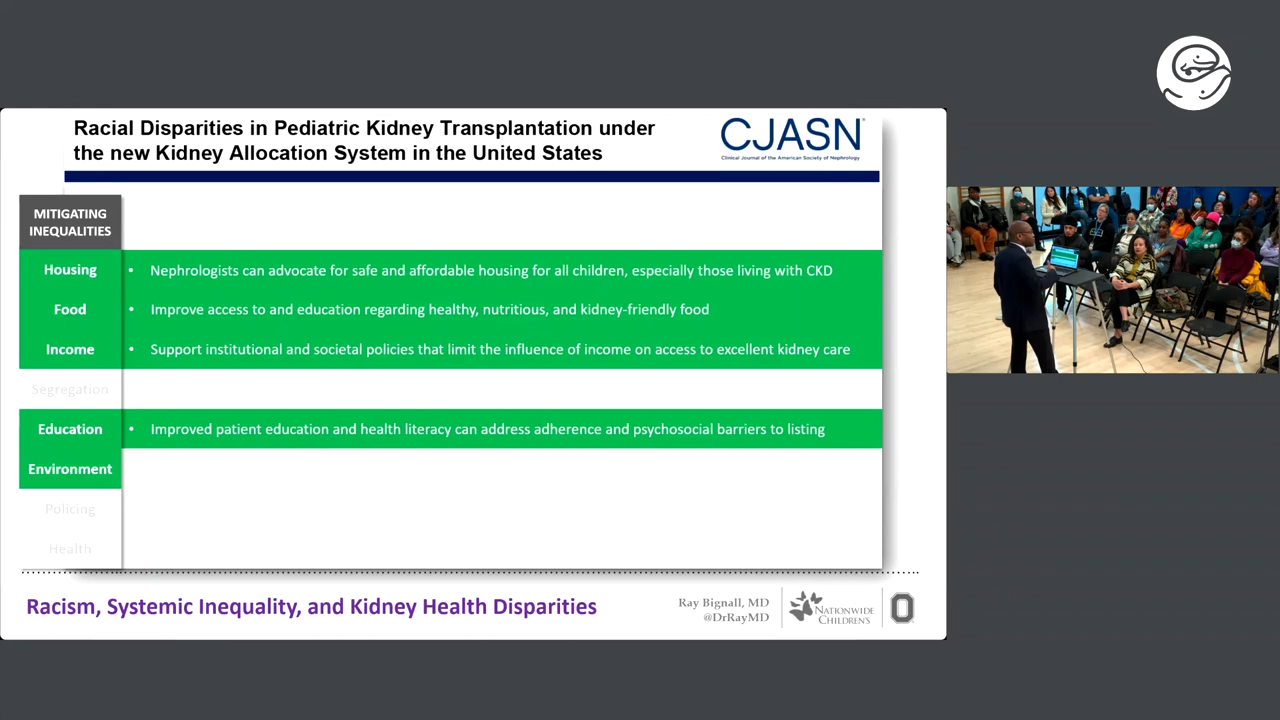 Racial Disparities in Pediatric Kidney Transplantation under
the new Kidney Allocation System in the United States
CJASN
Clinical Journal of the American Society of Nephrology
MITIGATING
INEQUALITIES
Housing • Nephrologists can advocate for safe and affordable housing for all children, especially those living with CKD
Food • Improve access to and education regarding healthy, nutritious, and kidney-friendly food
Income • Support institutional and societal policies that limit the influence of income on access to excellent kidney care
Segregation
Education • Improved patient education and health literacy can address adherence and psychosocial barriers to listing
Environment
Policing
Health
Racism, Systemic Inequality, and Kidney Health Disparities
Ray Bignall, MD
@DrRayMD
NATIONWIDE
CHILDREN'S
O